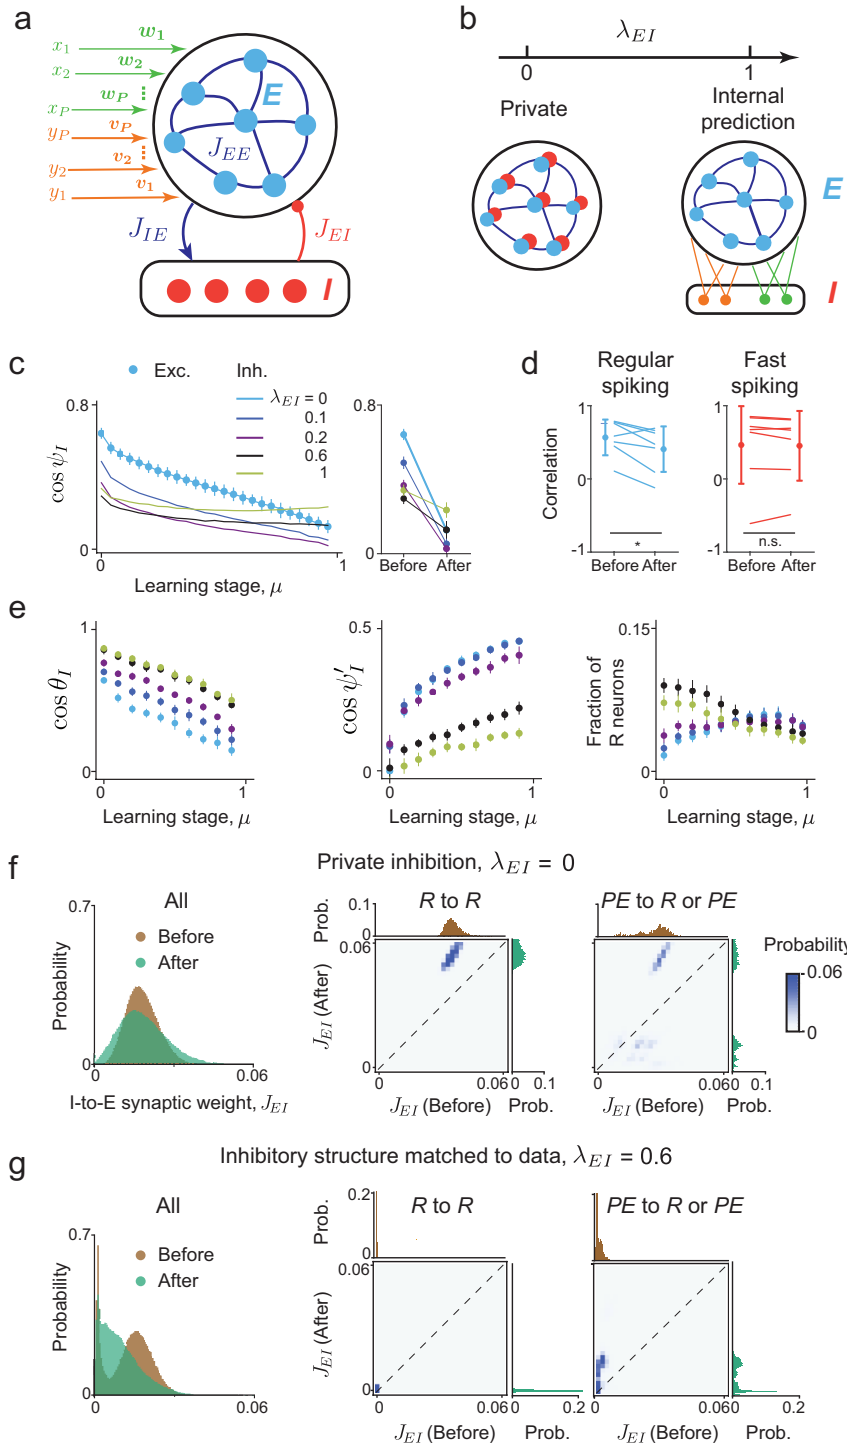 a
x1 w1
x2 w2
⋮
xP wP
yP vP
⋮
y2 v2
y1 v1
E
JEE
JIE
JEI
I
b
λEI
0 1
Private
Internal
prediction
E
I
c
Exc.
Inh.
λEI = 0
0.1
0.2
0.6
1
0.8
0
cos ψI
0 1
Learning stage, μ
0.8
0
Before After
d
Regular
spiking
Fast
spiking
Correlation
1
0
-1
*
Before After
1
0
-1
n.s.
Before After
e
cos θI
1
0
0 1
Learning stage, μ
cos ψ′I
0.5
0
0 1
Learning stage, μ
Fraction of
R neurons
0.15
0
0 1
Learning stage, μ
f
Private inhibition, λEI = 0
All
0.7
Before
After
Probability
0
0 0.06
I-to-E synaptic weight, JEI
R to R
Prob.
0.1
0
0.06
JEI (After)
0
0 0.06
0 0.1
JEI (Before) Prob.
PE to R or PE
0 0.06
0 0.1
JEI (Before) Prob.
Probability
0.06
0
g
Inhibitory structure matched to data, λEI = 0.6
All
0.7
Before
After
Probability
0
0 0.06
R to R
Prob.
0.2
0
0.06
JEI (After)
0
0 0.06
0 0.2
JEI (Before) Prob.
PE to R or PE
0 0.06
0 0.2
JEI (Before) Prob.